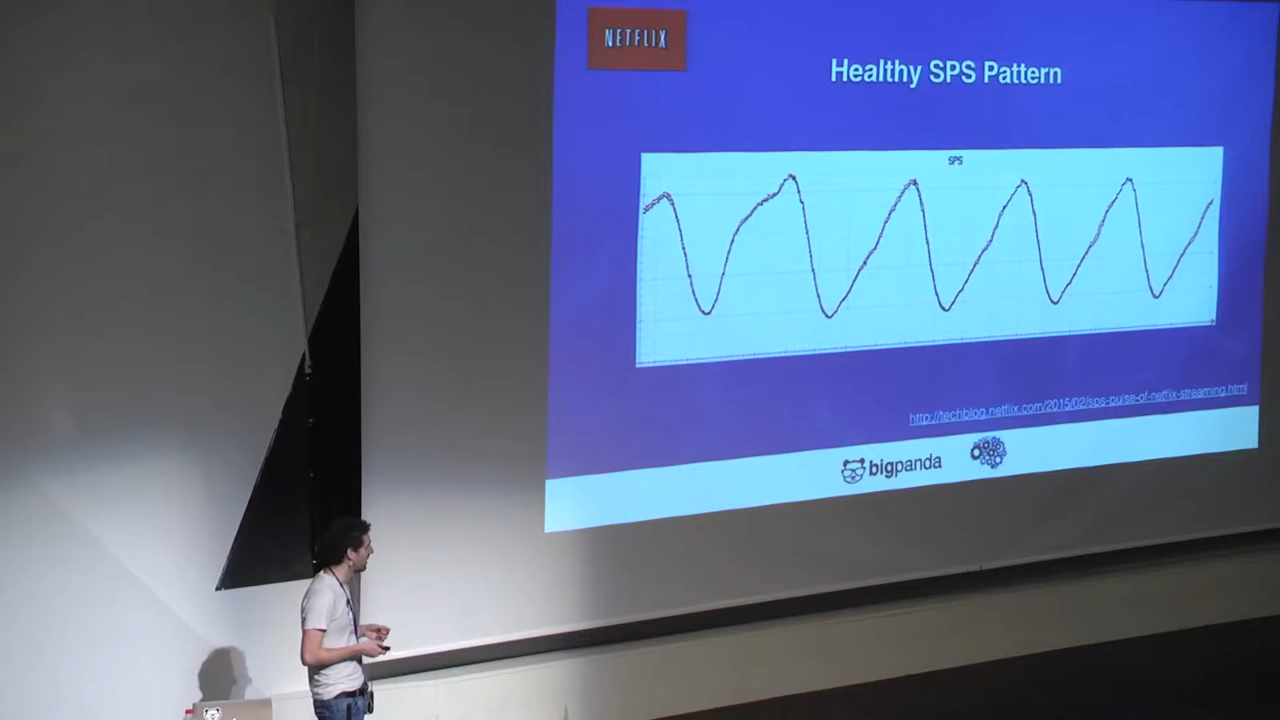 NETFLIX
Healthy SPS Pattern
SPS
http://techblog.netflix.com/2015/02/sps-pulse-of-netflix-streaming.html
bigpanda